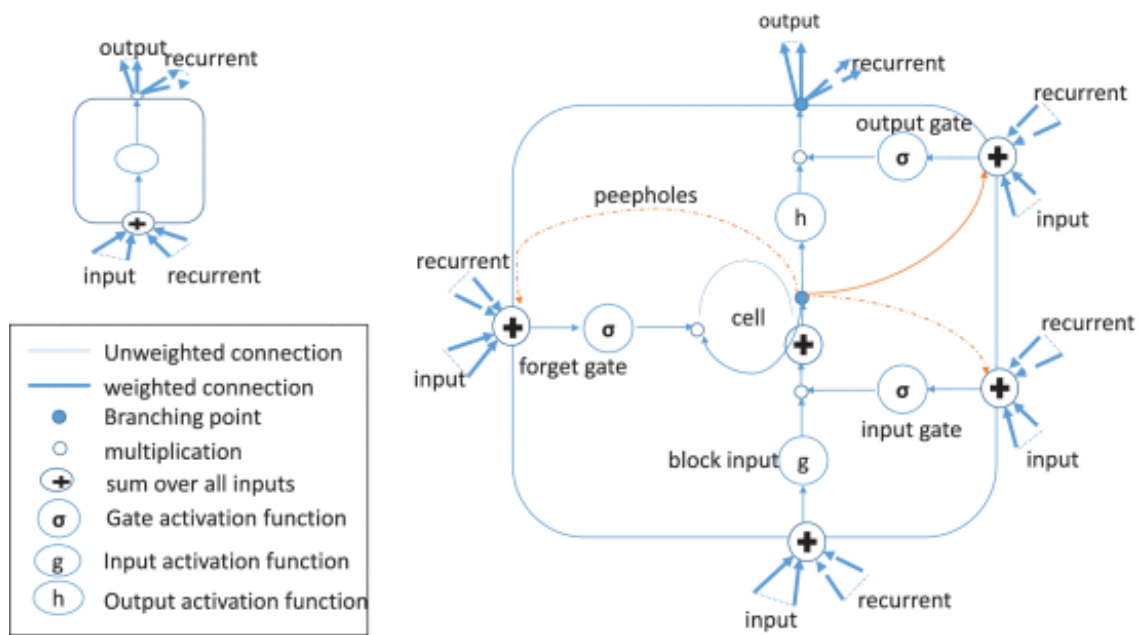 output
recurrent
+
input
recurrent
Unweighted connection
weighted connection
Branching point
multiplication
+ sum over all inputs
σ Gate activation function
g Input activation function
h Output activation function
output
recurrent
recurrent
output gate
σ
+
input
peepholes
h
recurrent
cell
+
σ
+
forget gate
input
recurrent
σ
+
input gate
input
block input
g
+
input
recurrent